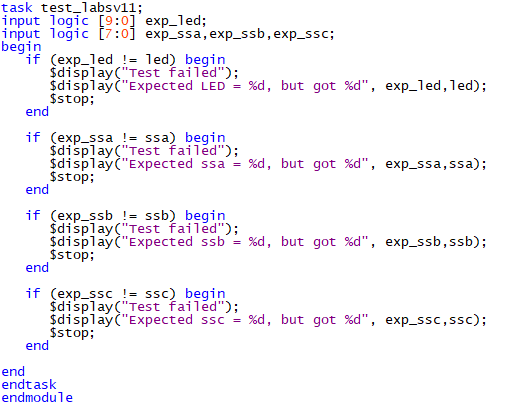 task test_labsv11;
input logic [9:0] exp_led;
input logic [7:0] exp_ssa,exp_ssb,exp_ssc;
begin
if (exp_led != led) begin
$display("Test failed");
$display("Expected LED = %d, but got %d", exp_led,led);
$stop;
end
if (exp_ssa != ssa) begin
$display("Test failed");
$display("Expected ssa = %d, but got %d", exp_ssa,ssa);
$stop;
end
if (exp_ssb != ssb) begin
$display("Test failed");
$display("Expected ssb = %d, but got %d", exp_ssb,ssb);
$stop;
end
if (exp_ssc != ssc) begin
$display("Test failed");
$display("Expected ssc = %d, but got %d", exp_ssc,ssc);
$stop;
end
end
endtask
endmodule